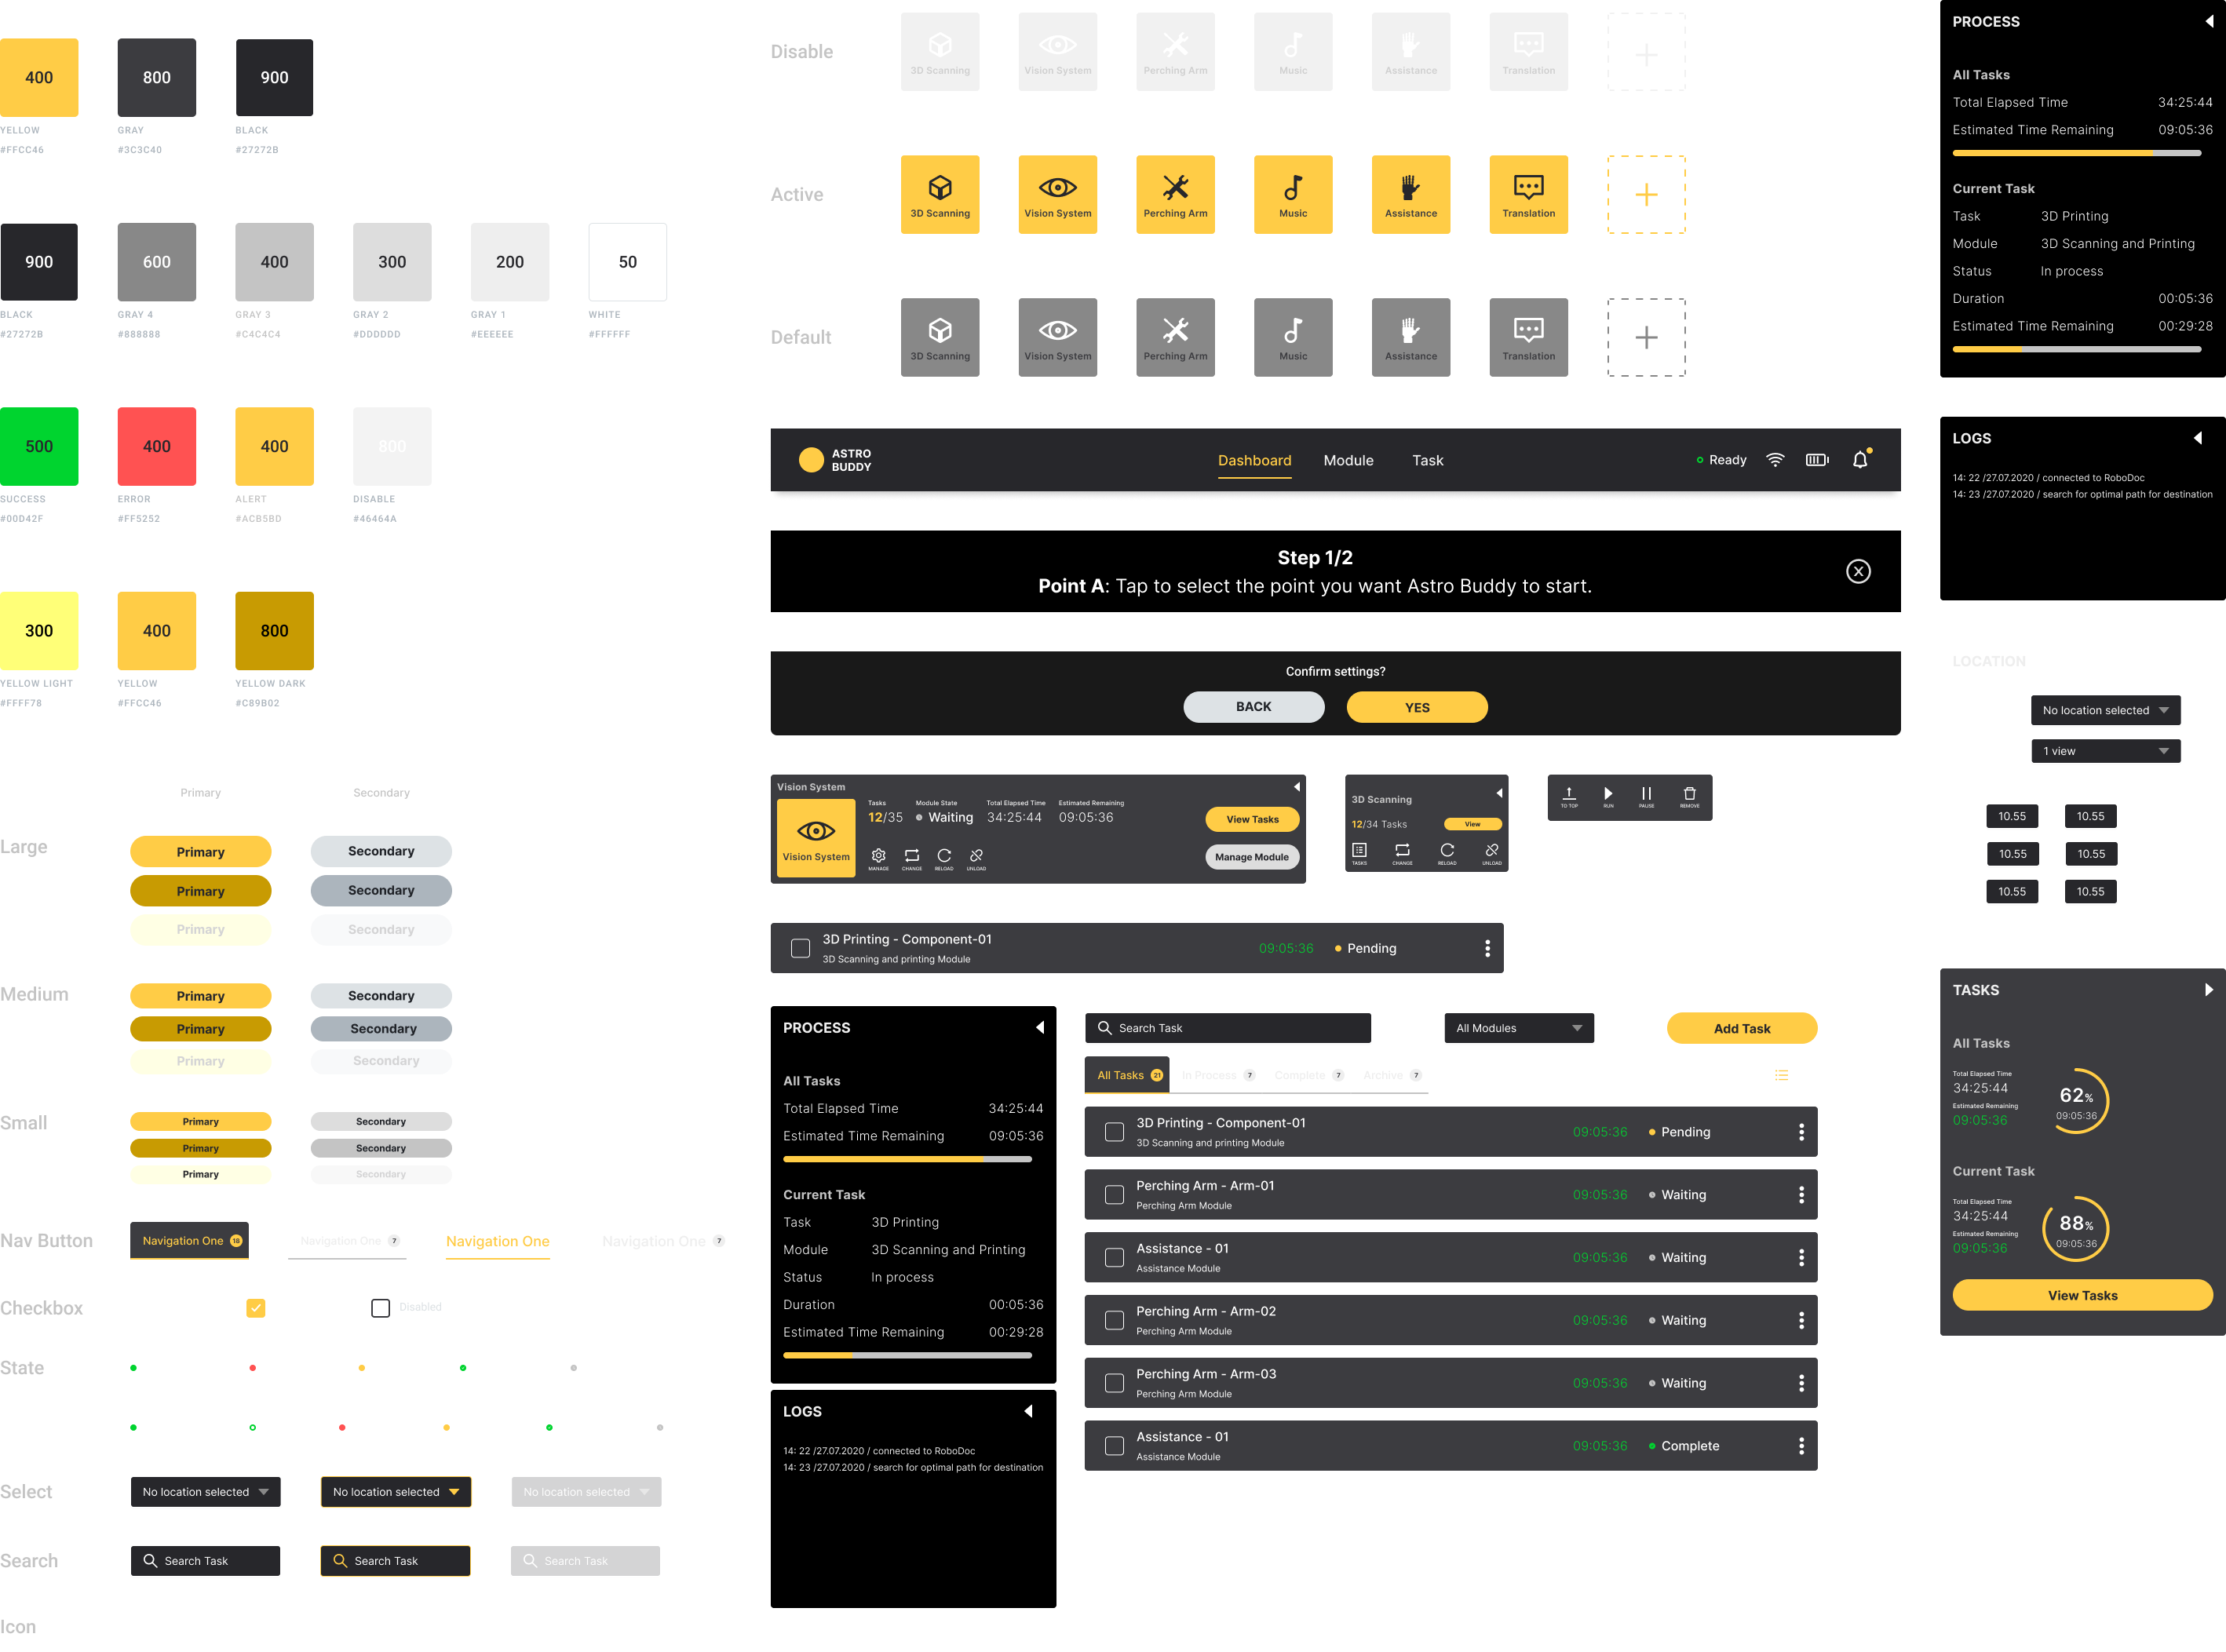 400
800
900
YELLOW
GRAY
BLACK
#FFCC46
#3C3C40
#27272B
900
600
400
300
200
50
BLACK
GRAY 4
GRAY 3
GRAY 2
GRAY 1
WHITE
#27272B
#888888
#C4C4C4
#DDDDDD
#EEEEEE
#FFFFFF
500
400
400
800
SUCCESS
ERROR
ALERT
DISABLE
#00D42F
#FF5252
#ACB5BD
#46464A
300
400
800
YELLOW LIGHT
YELLOW
YELLOW DARK
#FFFF78
#FFCC46
#C89B02
Primary
Secondary
Large
Primary
Secondary
Primary
Secondary
Primary
Secondary
Medium
Primary
Secondary
Primary
Secondary
Primary
Secondary
Small
Primary
Secondary
Primary
Secondary
Primary
Secondary
Nav Button
Navigation One 18
Navigation One 7
Navigation One
Navigation One 7
Checkbox
Disabled
State
Select
No location selected
No location selected
No location selected
Search
Search Task
Search Task
Search Task
Icon
Disable
3D Scanning
Vision System
Perching Arm
Music
Assistance
Translation
Active
3D Scanning
Vision System
Perching Arm
Music
Assistance
Translation
Default
3D Scanning
Vision System
Perching Arm
Music
Assistance
Translation
ASTRO
BUDDY
Dashboard
Module
Task
Ready
Step 1/2
Point A: Tap to select the point you want Astro Buddy to start.
Confirm settings?
BACK
YES
Vision System
Vision System
Tasks
Module State
Total Elapsed Time
Estimated Remaining
12/35
Waiting
34:25:44
09:05:36
MANAGE
CHANGE
RELOAD
UNLOAD
View Tasks
Manage Module
3D Scanning
12/34 Tasks
View
TASKS
CHANGE
RELOAD
UNLOAD
TO TOP
RUN
PAUSE
REMOVE
3D Printing - Component-01
3D Scanning and printing Module
09:05:36
Pending
PROCESS
All Tasks
Total Elapsed Time 34:25:44
Estimated Time Remaining 09:05:36
Current Task
Task 3D Printing
Module 3D Scanning and Printing
Status In process
Duration 00:05:36
Estimated Time Remaining 00:29:28
LOGS
14: 22 /27.07.2020 / connected to RoboDoc
14: 23 /27.07.2020 / search for optimal path for destination
Search Task
All Modules
Add Task
All Tasks 21
In Process 7
Complete 7
Archive 7
3D Printing - Component-01
3D Scanning and printing Module
09:05:36
Pending
Perching Arm - Arm-01
Perching Arm Module
09:05:36
Waiting
Assistance - 01
Assistance Module
09:05:36
Waiting
Perching Arm - Arm-02
Perching Arm Module
09:05:36
Waiting
Perching Arm - Arm-03
Perching Arm Module
09:05:36
Waiting
Assistance - 01
Assistance Module
09:05:36
Complete
PROCESS
All Tasks
Total Elapsed Time 34:25:44
Estimated Time Remaining 09:05:36
Current Task
Task 3D Printing
Module 3D Scanning and Printing
Status In process
Duration 00:05:36
Estimated Time Remaining 00:29:28
LOGS
14: 22 /27.07.2020 / connected to RoboDoc
14: 23 /27.07.2020 / search for optimal path for destination
LOCATION
No location selected
1 view
10.55
10.55
10.55
10.55
10.55
10.55
TASKS
All Tasks
Total Elapsed Time
34:25:44
Estimated Remaining
09:05:36
62%
09:05:36
Current Task
Total Elapsed Time
34:25:44
Estimated Remaining
09:05:36
88%
09:05:36
View Tasks